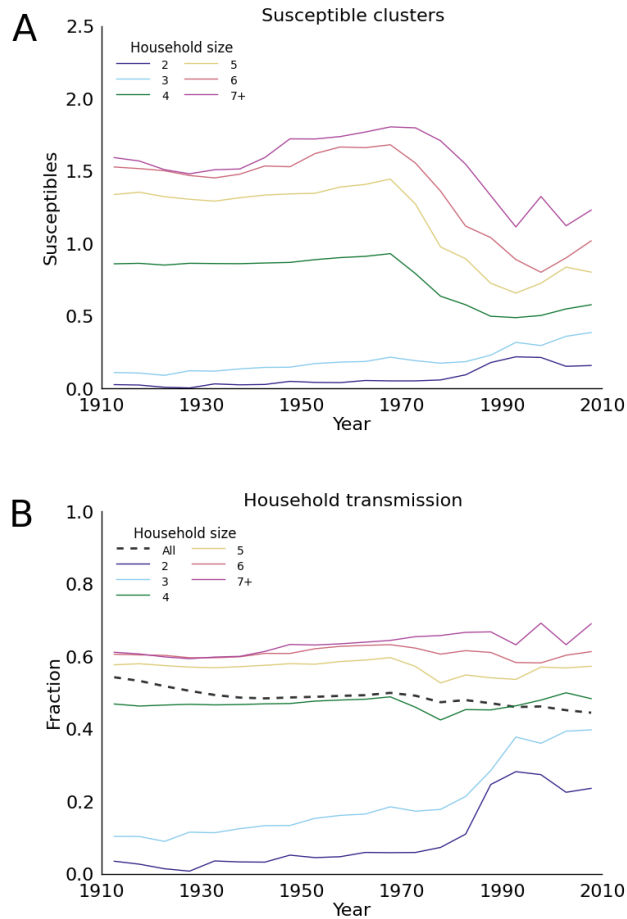 A
Susceptible clusters
2.5
2.0
1.5
1.0
0.5
0.0
Susceptibles
Household size
2 5
3 6
4 7+
1910 1930 1950 1970 1990 2010
Year
B
Household transmission
1.0
0.8
0.6
0.4
0.2
0.0
Fraction
Household size
All 5
2 6
3 7+
4
1910 1930 1950 1970 1990 2010
Year